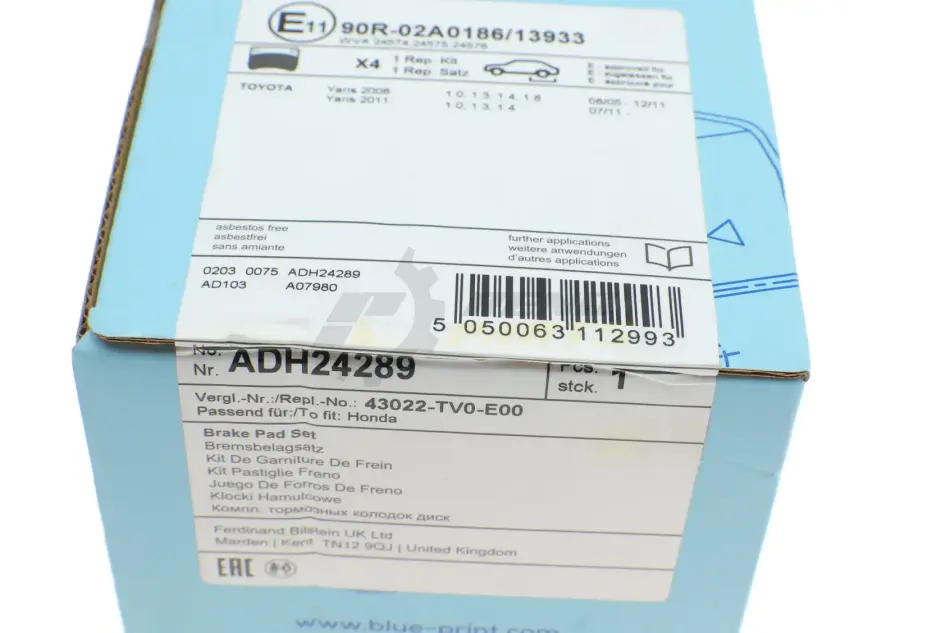 E11 90R-02A0186/13933
WVA 24574 24575 24576
X4 1 Rep. Kit
1 Rep. Satz
TOYOTA Yaris 2006 1.0, 1.3, 1.4, 1.8 08/05 - 12/11
Yaris 2011 1.0, 1.3, 1.4 07/11 -
asbestos free
asbestfrei
sans amiante
further applications
weitere anwendungen
d'autres applications
0203 0075 ADH24289
AD103 A07980
5 050063 112993
No.
Nr. ADH24289
Pcs.
stck. 1
Vergl.-Nr.:/Repl.-No.: 43022-TV0-E00
Passend für:/To fit: Honda
Brake Pad Set
Bremsbelagsatz
Kit De Garniture De Frein
Kit Pastiglie Freno
Juego De Forros De Freno
Klocki Hamulcowe
Компл. тормозных колодок диск
Ferdinand Bilstein UK Ltd
Marden | Kent TN12 9QJ | United Kingdom
EAC
www.blue-print.com